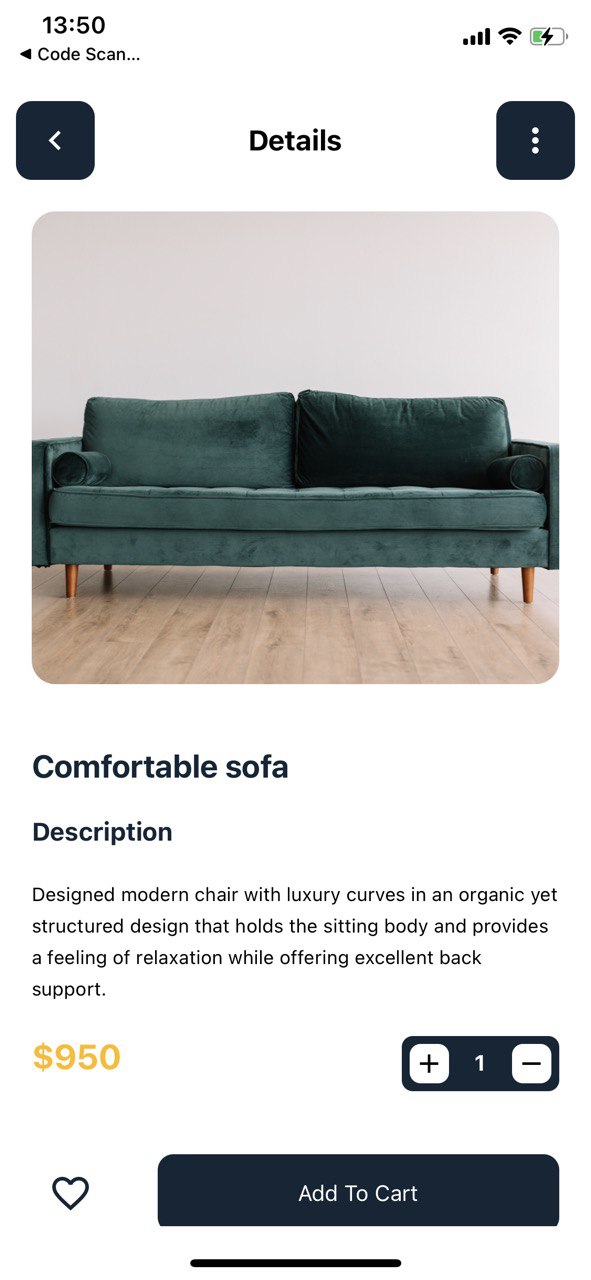 13:50
◀ Code Scan...
Details
Comfortable sofa
Description
Designed modern chair with luxury curves in an organic yet
structured design that holds the sitting body and provides
a feeling of relaxation while offering excellent back
support.
$950
+ 1 −
Add To Cart